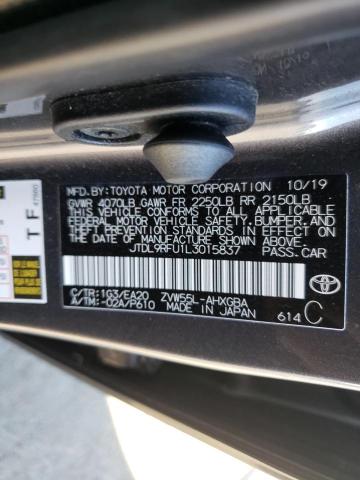 MFD.BY:TOYOTA MOTOR CORPORATION 10/19
GVWR 4070LB GAWR FR 2250LB RR 2150LB
THIS VEHICLE CONFORMS TO ALL APPLICABLE
FEDERAL MOTOR VEHICLE SAFETY, BUMPER, AND
THEFT PREVENTION STANDARDS IN EFFECT ON
THE DATE OF MANUFACTURE SHOWN ABOVE.
JTDL9RFU1L3015837 PASS.CAR
C/TR:1G3/EA20 ZVW55L-AHXGBA
A/TM:-02A/P610 MADE IN JAPAN
614 C
TF